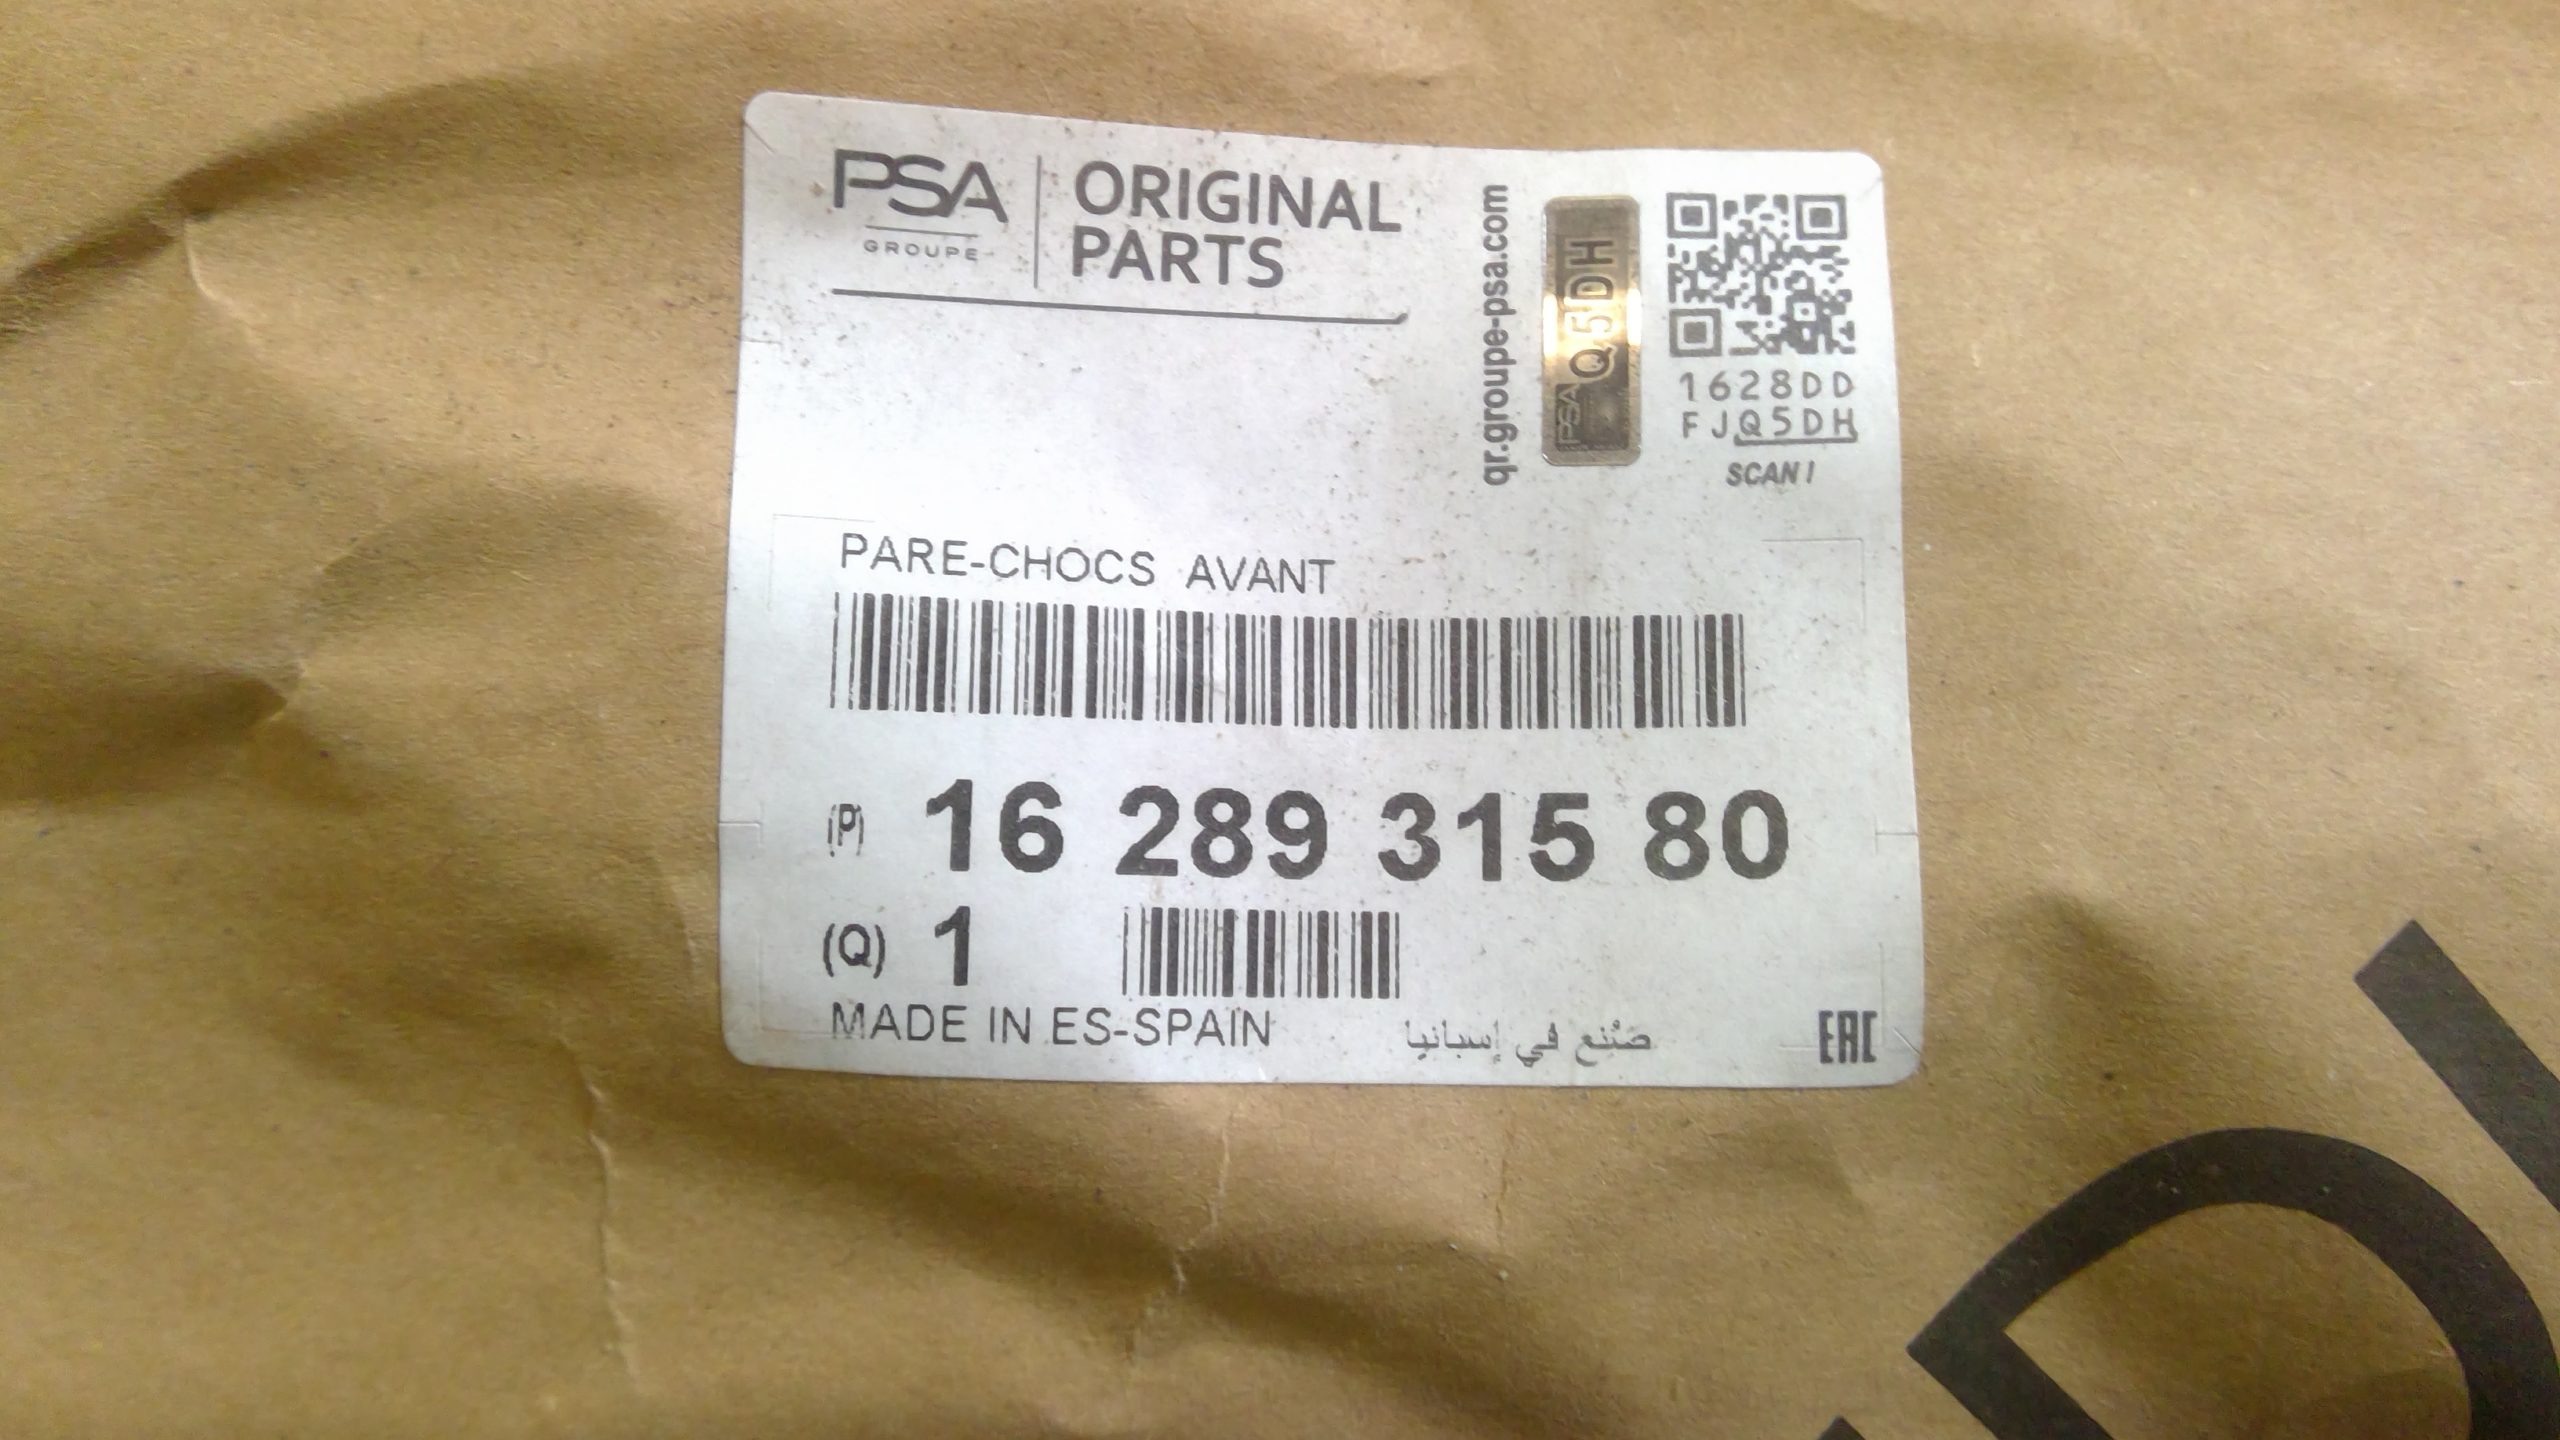 PSA
GROUPE
ORIGINAL
PARTS
qr.groupe-psa.com
PSA Q5DH
1628DD
FJQ5DH
SCAN!
PARE-CHOCS AVANT
(P) 16 289 315 80
(Q) 1
MADE IN ES-SPAIN
صُنِع في إسبانيا
EAC